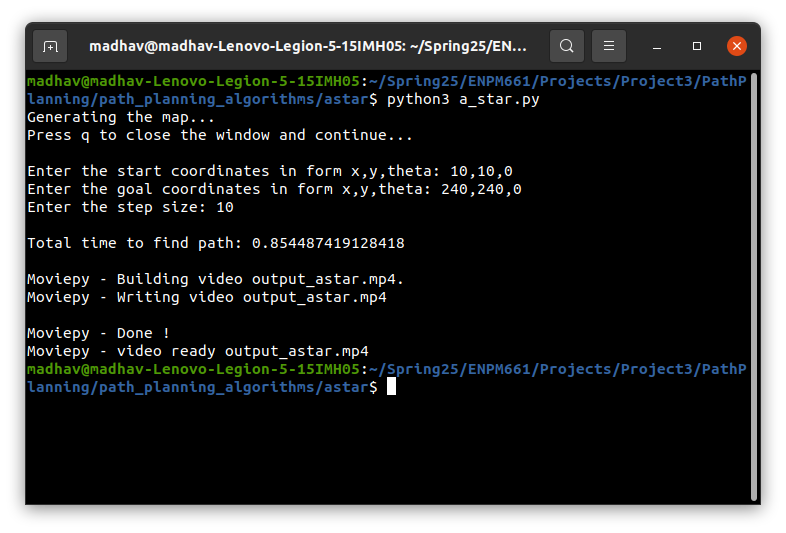 madhav@madhav-Lenovo-Legion-5-15IMH05: ~/Spring25/EN...
madhav@madhav-Lenovo-Legion-5-15IMH05:~/Spring25/ENPM661/Projects/Project3/PathP
lanning/path_planning_algorithms/astar$ python3 a_star.py
Generating the map...
Press q to close the window and continue...
Enter the start coordinates in form x,y,theta: 10,10,0
Enter the goal coordinates in form x,y,theta: 240,240,0
Enter the step size: 10
Total time to find path: 0.854487419128418
Moviepy - Building video output_astar.mp4.
Moviepy - Writing video output_astar.mp4
Moviepy - Done !
Moviepy - video ready output_astar.mp4
madhav@madhav-Lenovo-Legion-5-15IMH05:~/Spring25/ENPM661/Projects/Project3/PathP
lanning/path_planning_algorithms/astar$